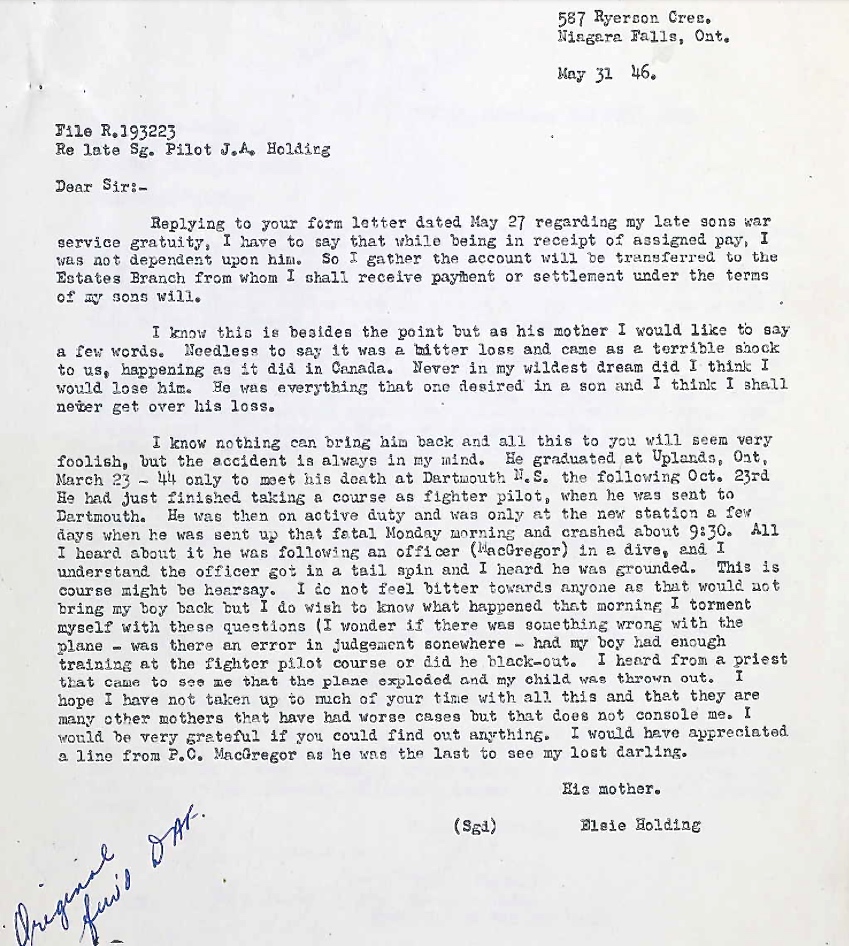 587 Ryerson Cres.
Niagara Falls, Ont.
May 31 46.
File R.193223
Re late Sg. Pilot J.A. Holding
Dear Sir:-
Replying to your form letter dated May 27 regarding my late sons war
service gratuity, I have to say that while being in receipt of assigned pay, I
was not dependent upon him. So I gather the account will be transferred to the
Estates Branch from whom I shall receive payment or settlement under the terms
of my sons will.
I know this is besides the point but as his mother I would like to say
a few words. Needless to say it was a bitter loss and came as a terrible shock
to us, happening as it did in Canada. Never in my wildest dream did I think I
would lose him. He was everything that one desired in a son and I think I shall
never get over his loss.
I know nothing can bring him back and all this to you will seem very
foolish, but the accident is always in my mind. He graduated at Uplands, Ont,
March 23 - 44 only to meet his death at Dartmouth N.S. the following Oct. 23rd
He had just finished taking a course as fighter pilot, when he was sent to
Dartmouth. He was then on active duty and was only at the new station a few
days when he was sent up that fatal Monday morning and crashed about 9:30. All
I heard about it he was following an officer (MacGregor) in a dive, and I
understand the officer got in a tail spin and I heard he was grounded. This is
course might be hearsay. I do not feel bitter towards anyone as that would not
bring my boy back but I do wish to know what happened that morning I torment
myself with these questions (I wonder if there was something wrong with the
plane - was there an error in judgement sonewhere - had my boy had enough
training at the fighter pilot course or did he black-out. I heard from a priest
that came to see me that the plane exploded and my child was thrown out. I
hope I have not taken up to much of your time with all this and that they are
many other mothers that have had worse cases but that does not console me. I
would be very grateful if you could find out anything. I would have appreciated
a line from P.C. MacGregor as he was the last to see my lost darling.
His mother.
(Sgd) Elsie Holding
Original
fwd DAF.